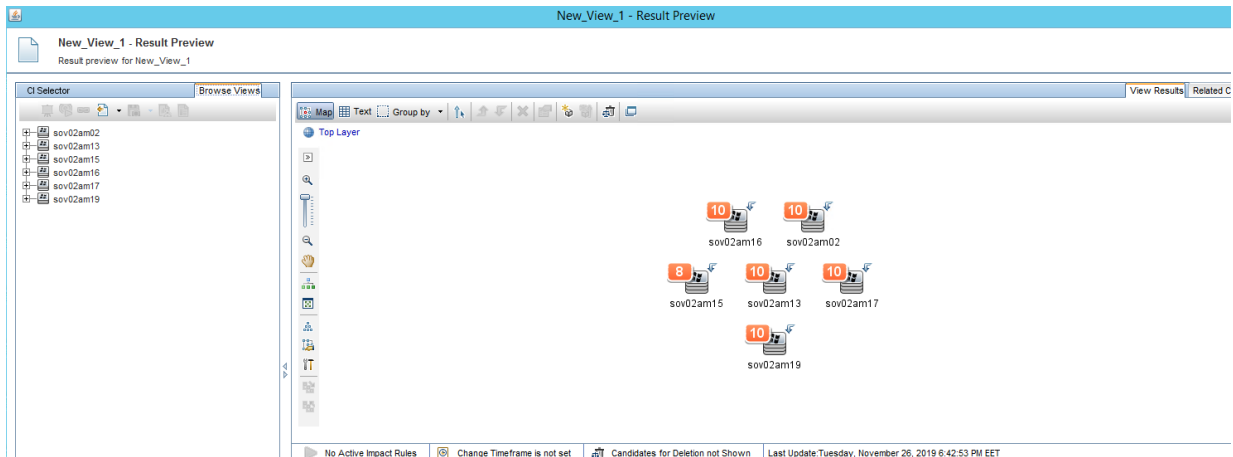 New_View_1 - Result Preview
New_View_1 - Result Preview
Result preview for New_View_1
CI Selector
Browse Views
sov02am02
sov02am13
sov02am15
sov02am16
sov02am17
sov02am19
View Results
Related C
Map Text Group by
Top Layer
10 10
sov02am16 sov02am02
8 10 10
sov02am15 sov02am13 sov02am17
10
sov02am19
No Active Impact Rules Change Timeframe is not set Candidates for Deletion not Shown Last Update:Tuesday, November 26, 2019 6:42:53 PM EET